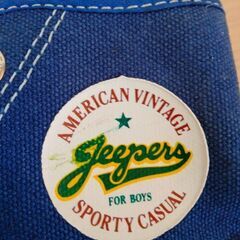 AMERICAN VINTAGE
Jeepers
FOR BOYS
SPORTY CASUAL